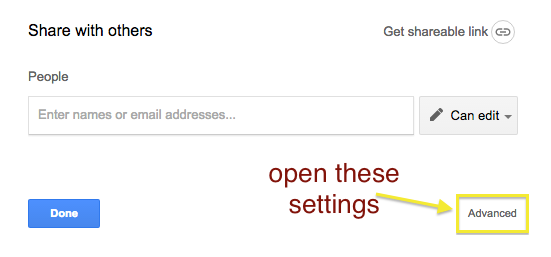 Share with others
Get shareable link
People
Enter names or email addresses...
Can edit
open these
settings
Done
Advanced